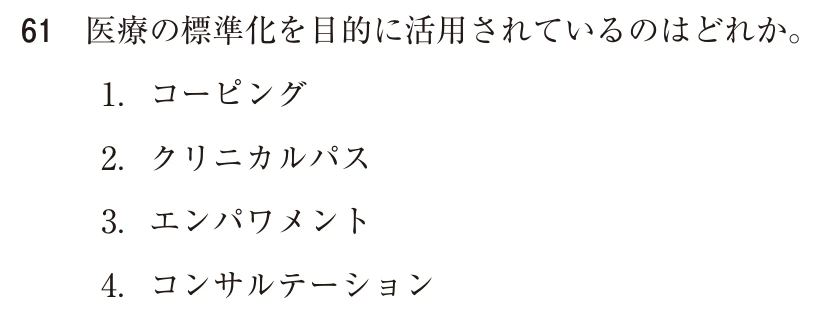 61 医療の標準化を目的に活用されているのはどれか。
1. コーピング
2. クリニカルパス
3. エンパワメント
4. コンサルテーション